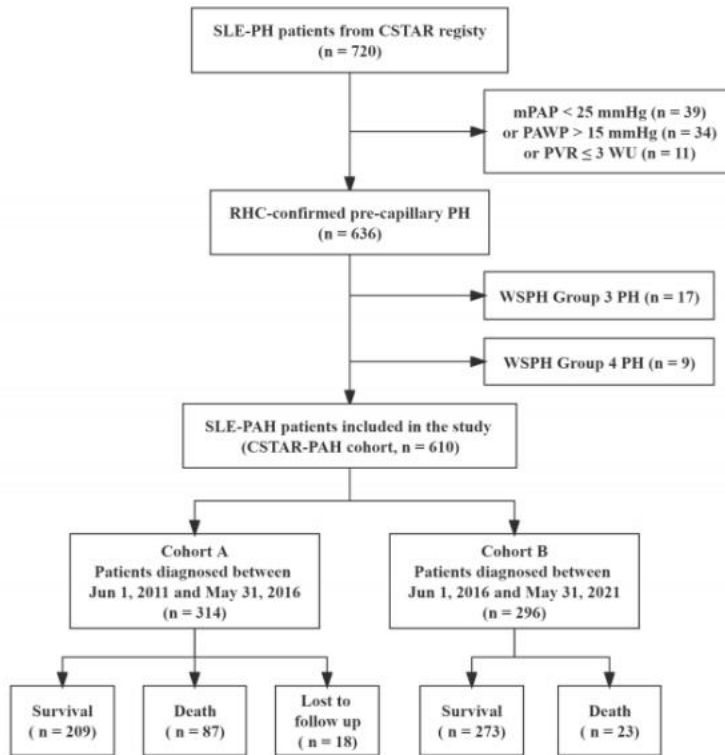 SLE-PH patients from CSTAR registy
(n = 720)
mPAP < 25 mmHg (n = 39)
or PAWP > 15 mmHg (n = 34)
or PVR ≤ 3 WU (n = 11)
RHC-confirmed pre-capillary PH
(n = 636)
WSPH Group 3 PH (n = 17)
WSPH Group 4 PH (n = 9)
SLE-PAH patients included in the study
(CSTAR-PAH cohort, n = 610)
Cohort A
Patients diagnosed between
Jun 1, 2011 and May 31, 2016
(n = 314)
Cohort B
Patients diagnosed between
Jun 1, 2016 and May 31, 2021
(n = 296)
Survival
( n = 209)
Death
( n = 87)
Lost to
follow up
( n = 18)
Survival
( n = 273)
Death
( n = 23)